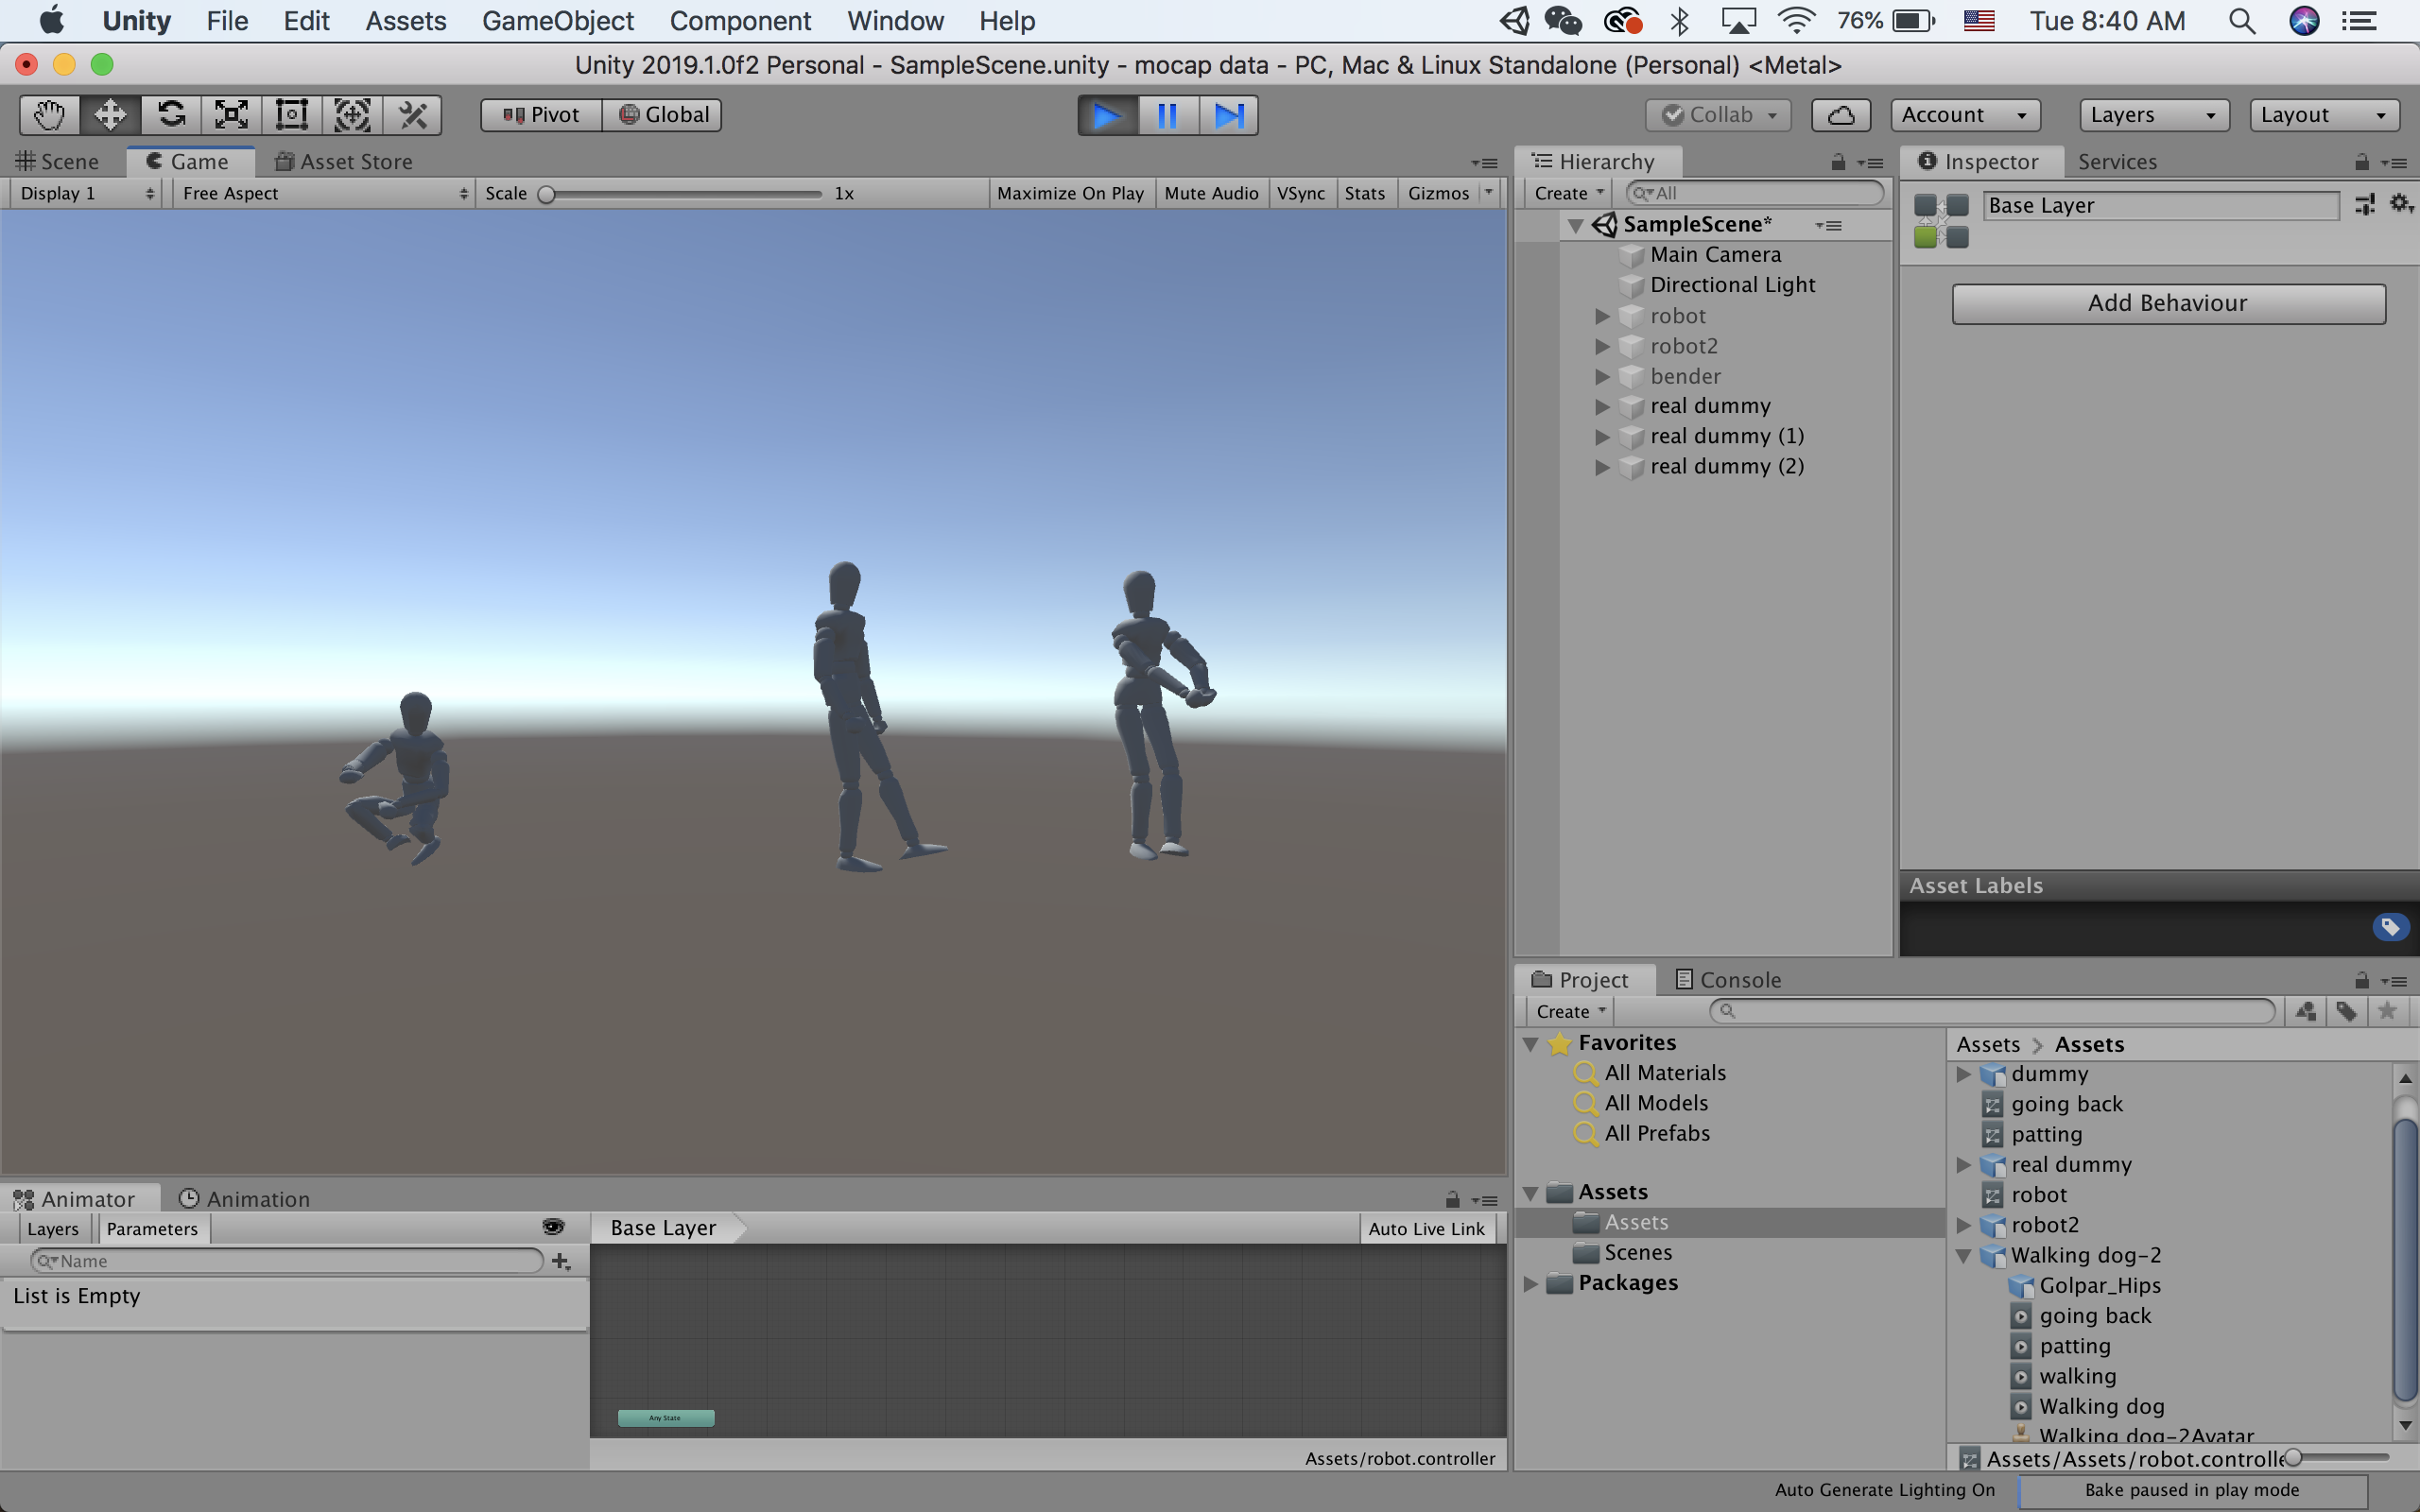 Unity File Edit Assets GameObject Component Window Help 76% Tue 8:40 AM
Unity 2019.1.0f2 Personal - SampleScene.unity - mocap data - PC, Mac & Linux Standalone (Personal) <Metal>
Pivot Global Collab Account Layers Layout
Scene Game Asset Store
Display 1 Free Aspect Scale 1x Maximize On Play Mute Audio VSync Stats Gizmos
Hierarchy
Create All
SampleScene*
Main Camera
Directional Light
robot
robot2
bender
real dummy
real dummy (1)
real dummy (2)
Inspector Services
Base Layer
Add Behaviour
Asset Labels
Project Console
Create
Favorites
All Materials
All Models
All Prefabs
Assets
Assets
Scenes
Packages
Assets > Assets
dummy
going back
patting
real dummy
robot
robot2
Walking dog-2
Golpar_Hips
going back
patting
walking
Walking dog
Walking dog-2Avatar
Assets/Assets/robot.controlle
Animator Animation
Layers Parameters Base Layer Auto Live Link
Name
List is Empty
Any State
Assets/robot.controller
Auto Generate Lighting On Bake paused in play mode